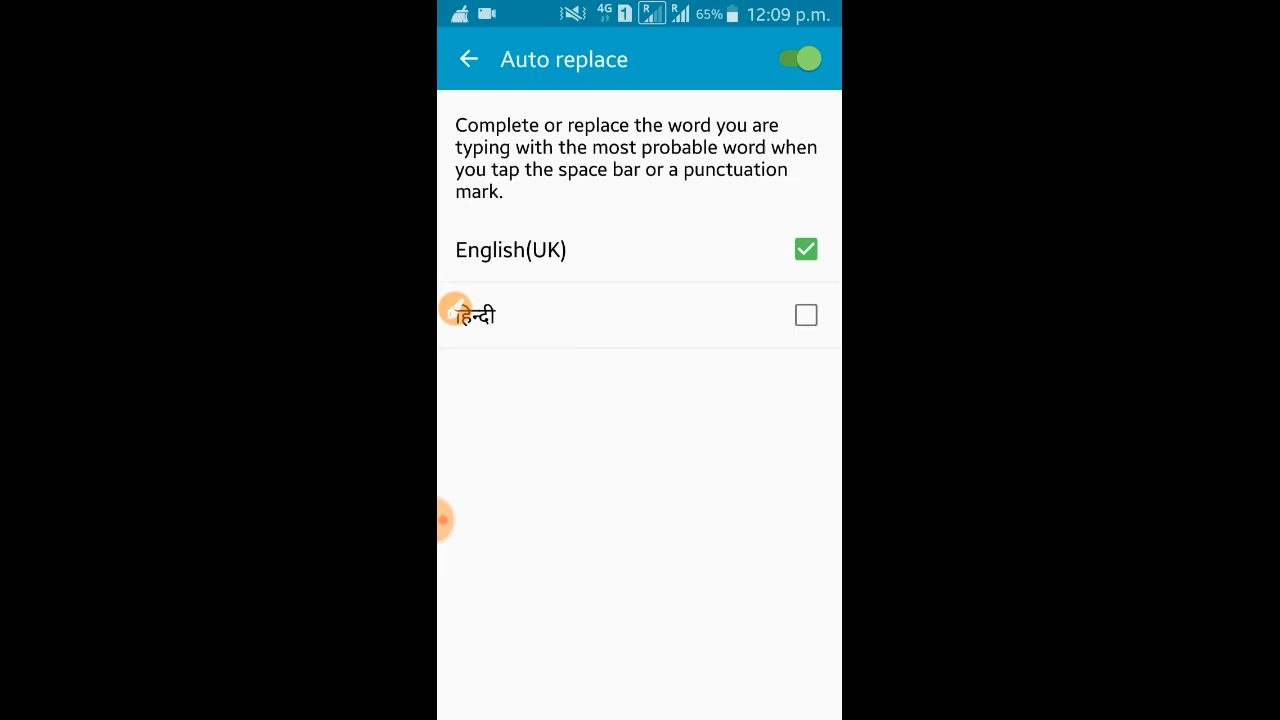 4G 1 R R 65% 12:09 p.m.
Auto replace
Complete or replace the word you are
typing with the most probable word when
you tap the space bar or a punctuation
mark.
English(UK)
हिन्दी